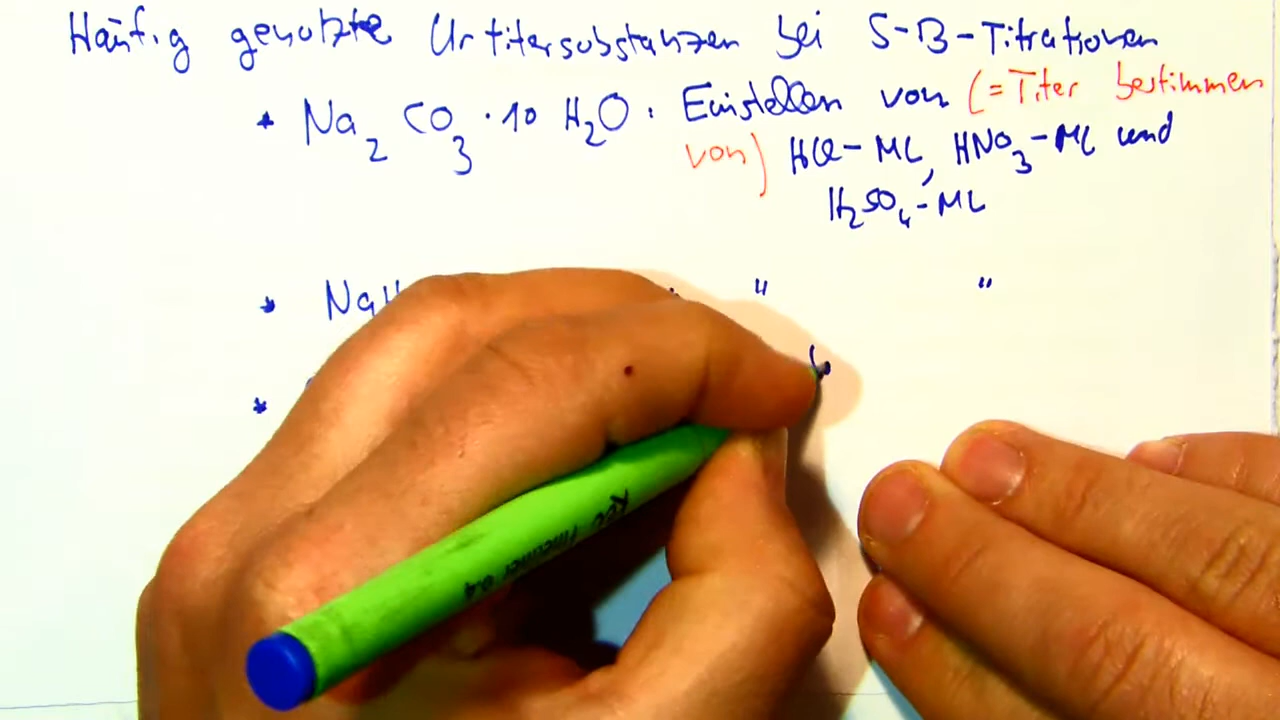 Häufig genutzte Urtitersubstanzen bei S-B-Titrationen
* Na2CO3 · 10 H2O : Einstellen von (= Titer bestimmen
von) HCl-ML, HNO3-ML und
H2SO4-ML
* NaH " "
*